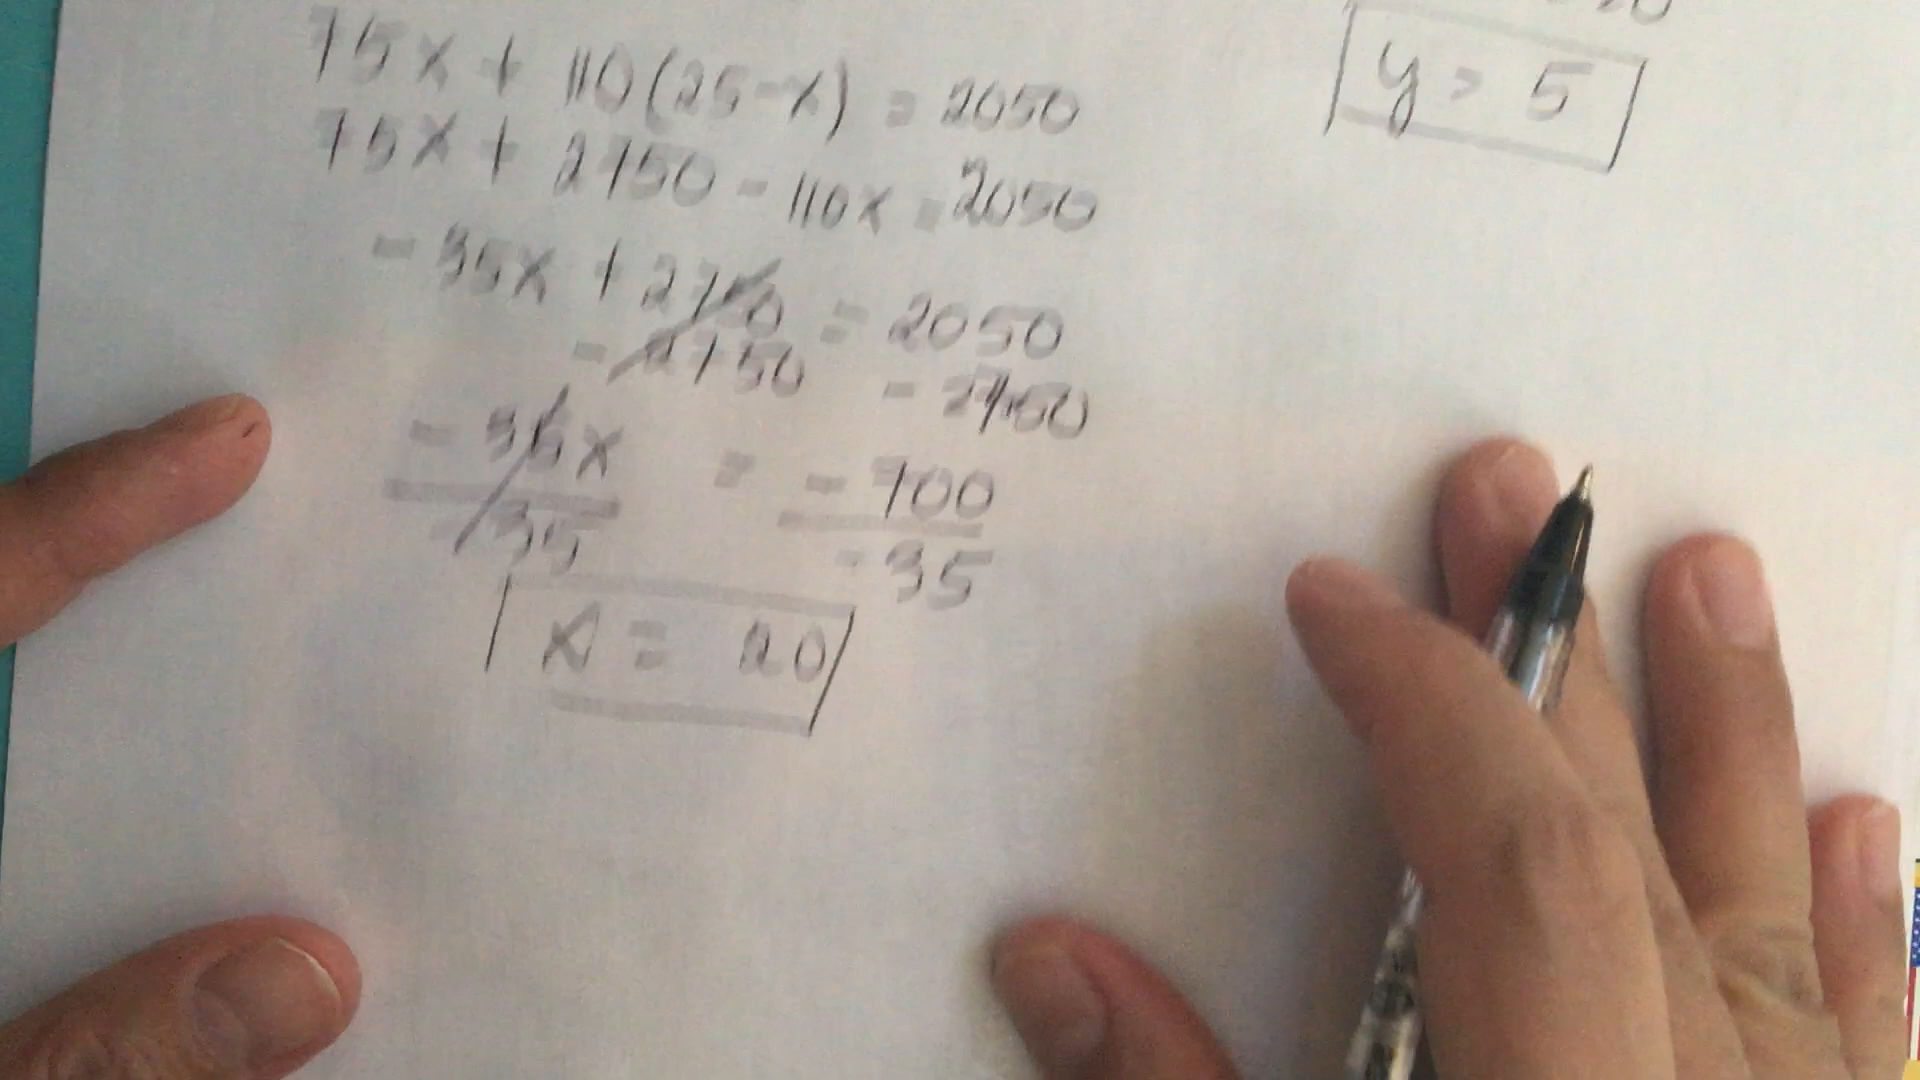 75x + 110(25-x) = 2050
75x + 2750 - 110x = 2050
- 35x + 2750 = 2050
- 2750 - 2750
- 35x = - 700
- 35 - 35
x = 20
y = 5